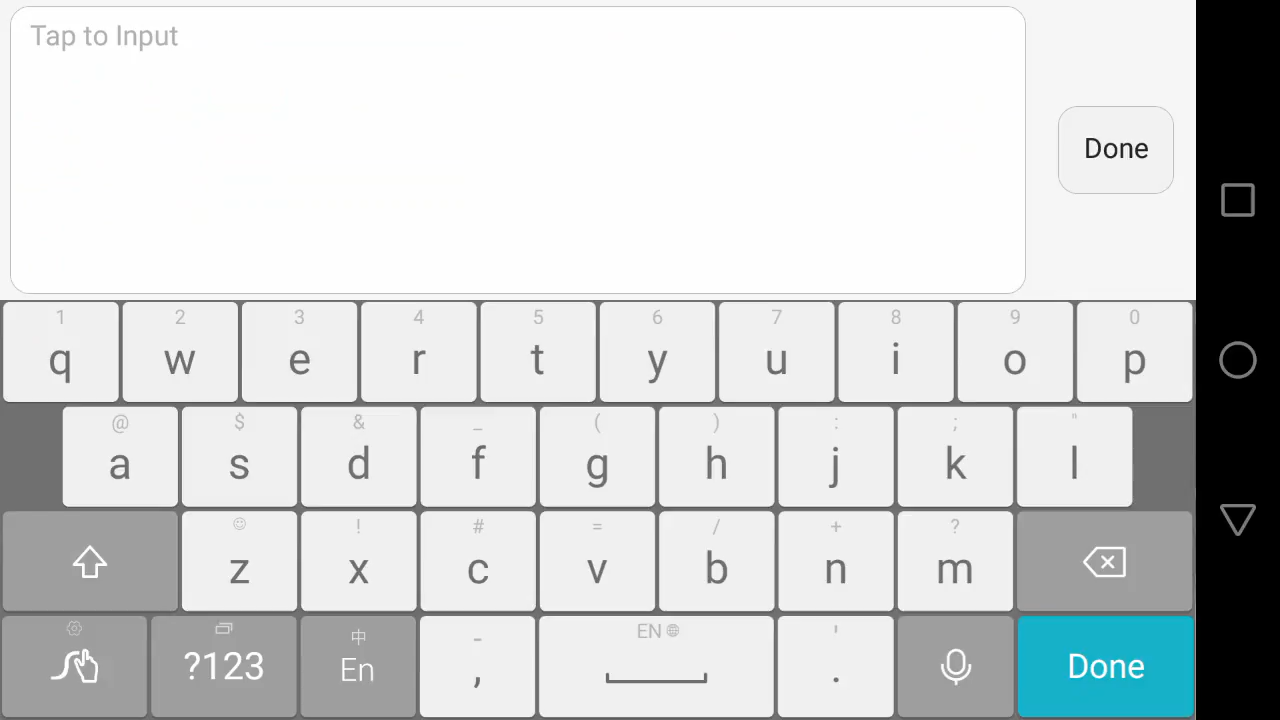 Tap to Input
Done
1 2 3 4 5 6 7 8 9 0
q w e r t y u i o p
@ $ & _ ( ) : ; "
a s d f g h j k l
! # = / + ?
z x c v b n m
中 - EN '
?123 En , . Done